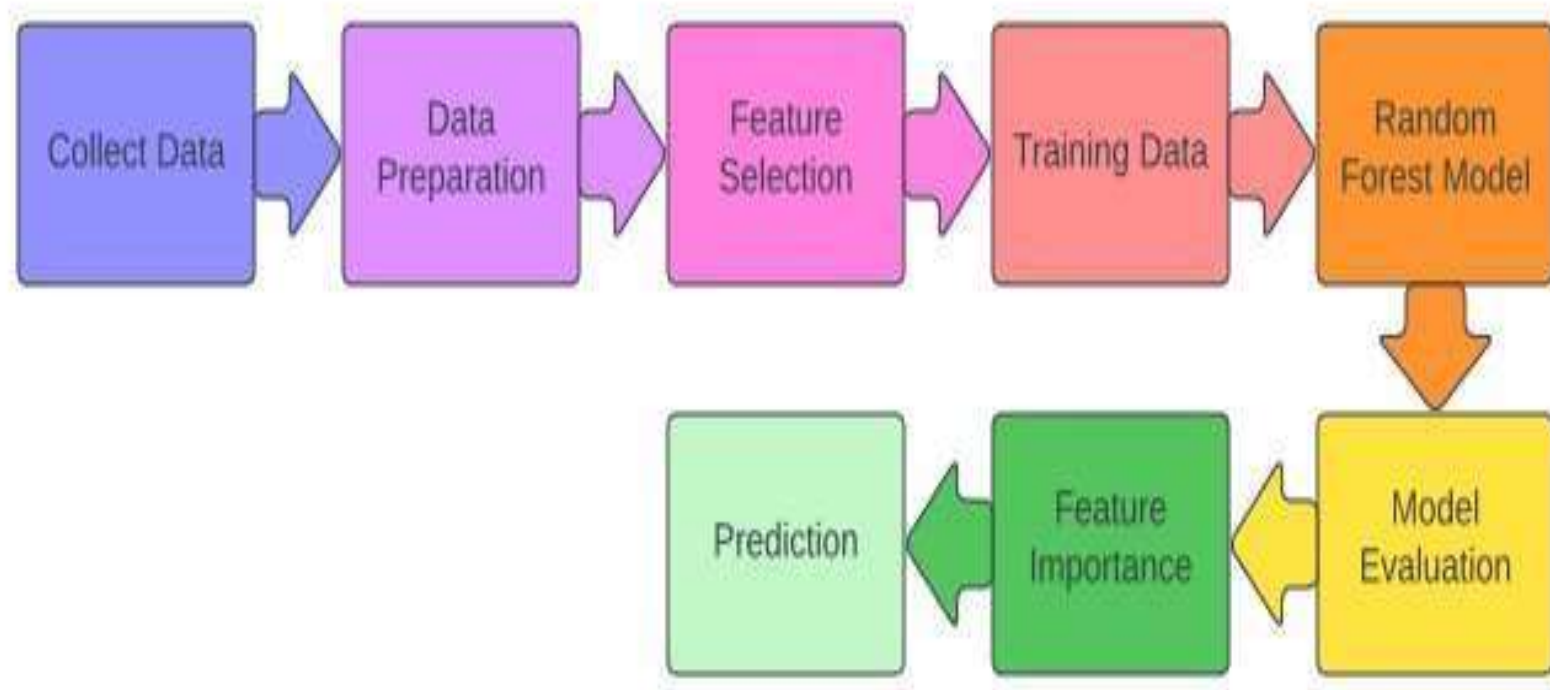 Collect Data
Data
Preparation
Feature
Selection
Training Data
Random
Forest Model
Model
Evaluation
Feature
Importance
Prediction